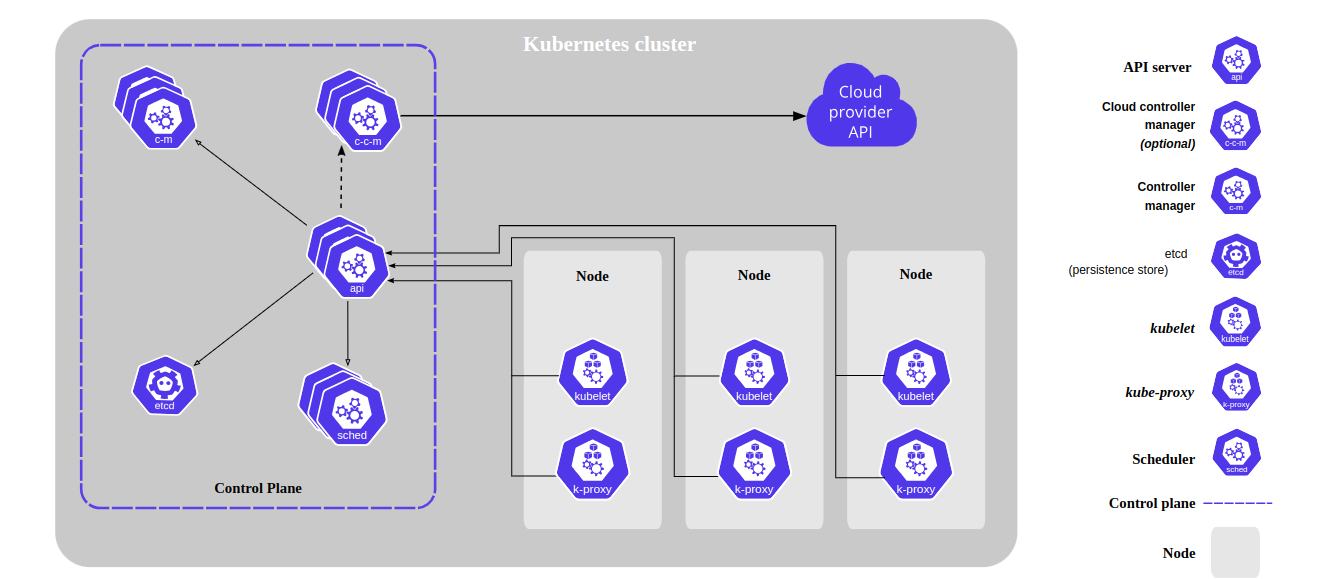 Kubernetes cluster
c-m
c-c-m
Cloud
provider
API
api
etcd
sched
Control Plane
Node
Node
Node
kubelet
kubelet
kubelet
k-proxy
k-proxy
k-proxy
API server
api
Cloud controller
manager
(optional)
c-c-m
Controller
manager
c-m
etcd
(persistence store)
etcd
kubelet
kubelet
kube-proxy
k-proxy
Scheduler
sched
Control plane
Node